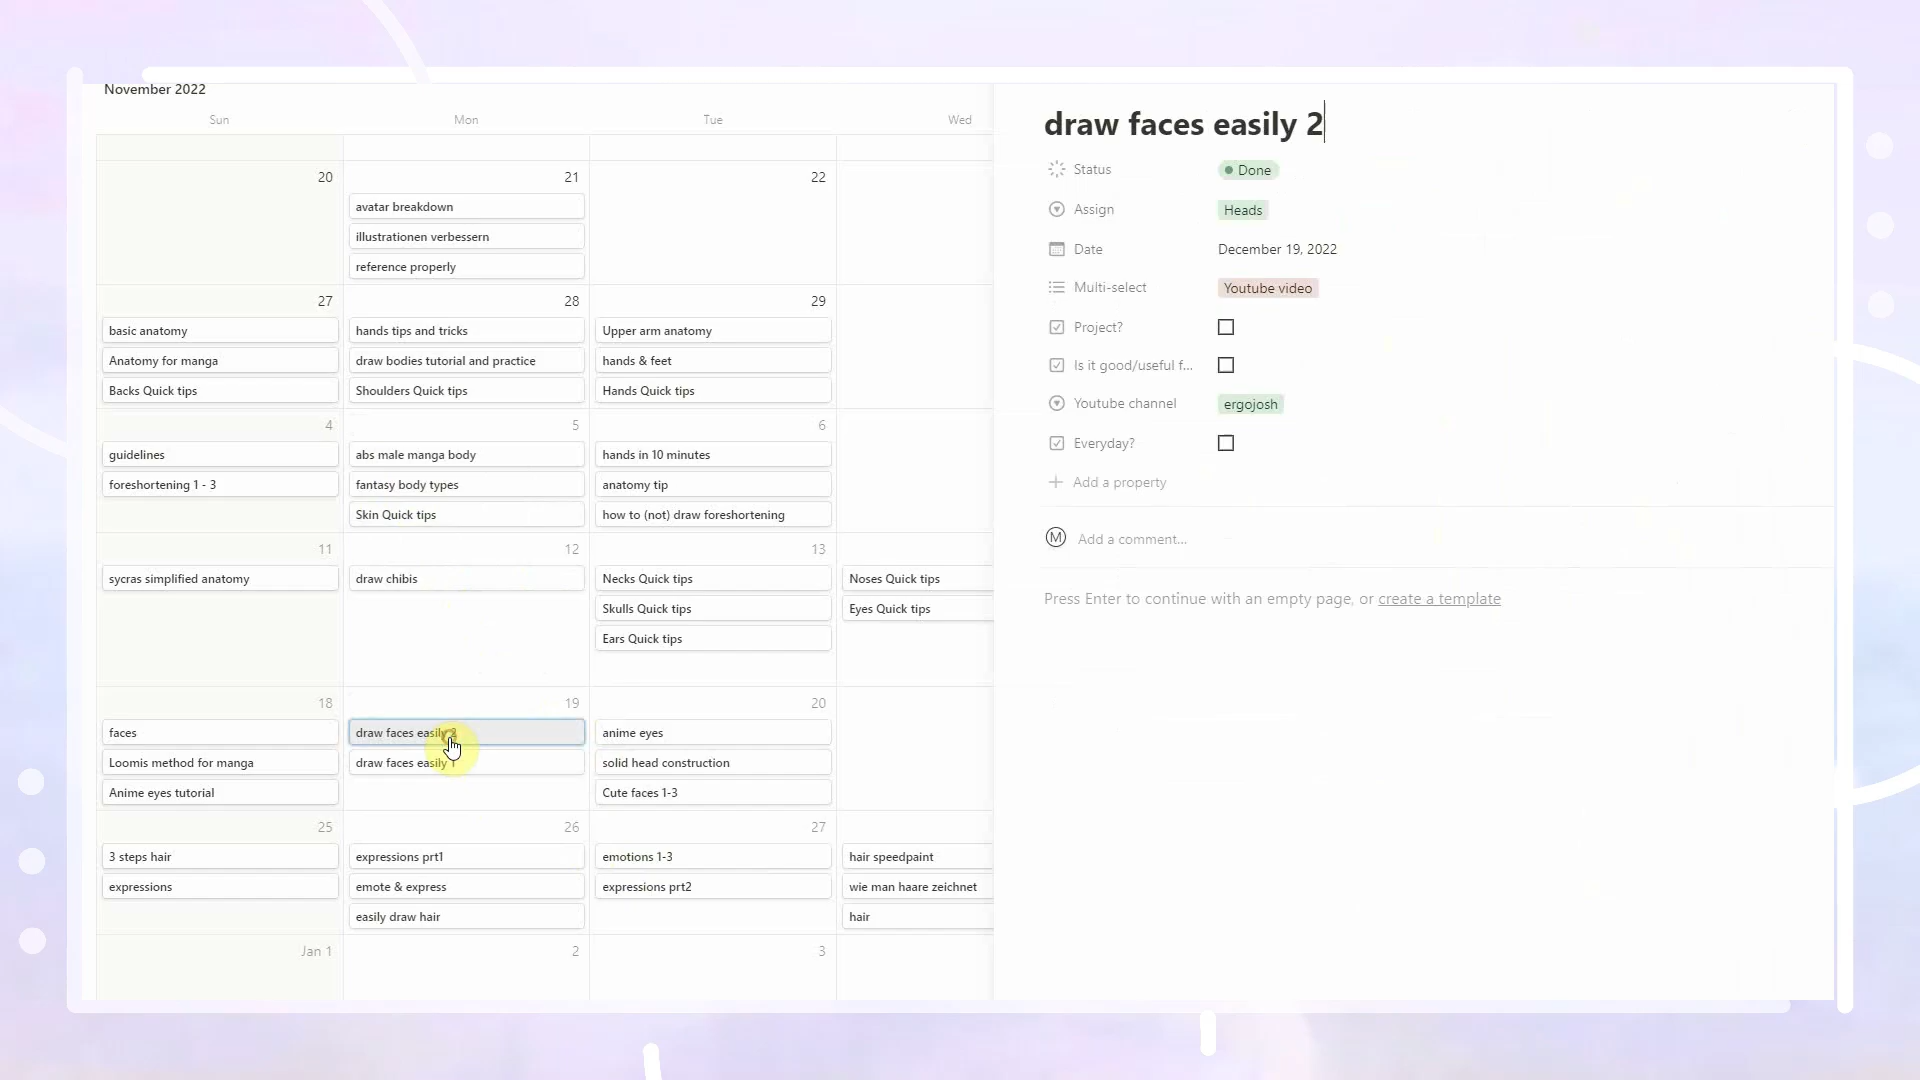 November 2022
Sun Mon Tue Wed
20 21 22
avatar breakdown
illustrationen verbessern
reference properly
27 28 29
basic anatomy hands tips and tricks Upper arm anatomy
Anatomy for manga draw bodies tutorial and practice hands & feet
Backs Quick tips Shoulders Quick tips Hands Quick tips
4 5 6
guidelines abs male manga body hands in 10 minutes
foreshortening 1 - 3 fantasy body types anatomy tip
Skin Quick tips how to (not) draw foreshortening
11 12 13
sycras simplified anatomy draw chibis Necks Quick tips Noses Quick tips
Skulls Quick tips Eyes Quick tips
Ears Quick tips
18 19 20
faces draw faces easily 2 anime eyes
Loomis method for manga draw faces easily 1 solid head construction
Anime eyes tutorial Cute faces 1-3
25 26 27
3 steps hair expressions prt1 emotions 1-3 hair speedpaint
expressions emote & express expressions prt2 wie man haare zeichnet
easily draw hair hair
Jan 1 2 3
draw faces easily 2
Status Done
Assign Heads
Date December 19, 2022
Multi-select Youtube video
Project?
Is it good/useful f...
Youtube channel ergojosh
Everyday?
Add a property
M Add a comment...
Press Enter to continue with an empty page, or create a template